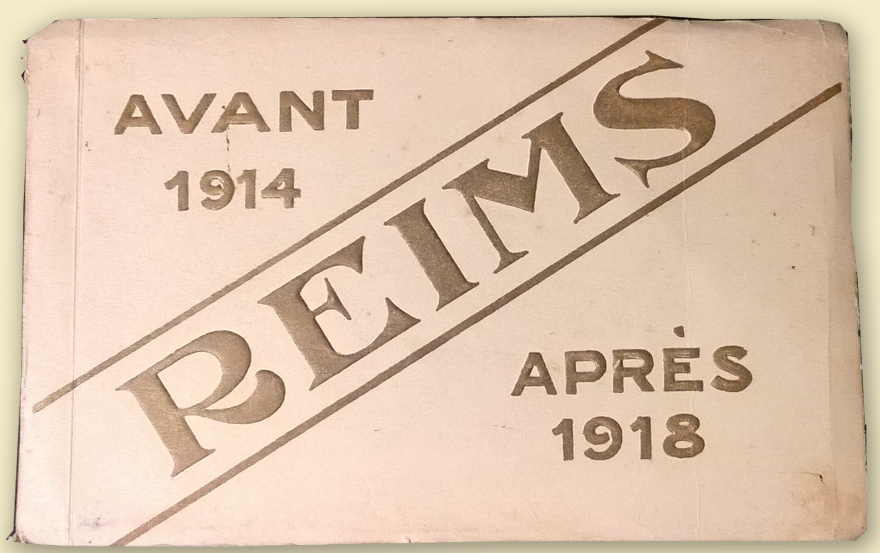 AVANT
1914
REIMS
APRÈS
1918